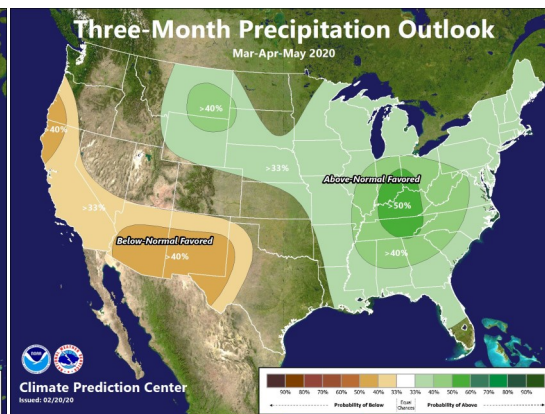 Three-Month Precipitation Outlook
Mar-Apr-May 2020
>40%
>40%
>33%
Above-Normal Favored
>50%
>33%
Below-Normal Favored
>40%
>40%
Climate Prediction Center
Issued: 02/20/20
90% 80% 70% 60% 50% 40% 33% 33% 40% 50% 60% 70% 80% 90%
Probability of Below Equal Chances Probability of Above